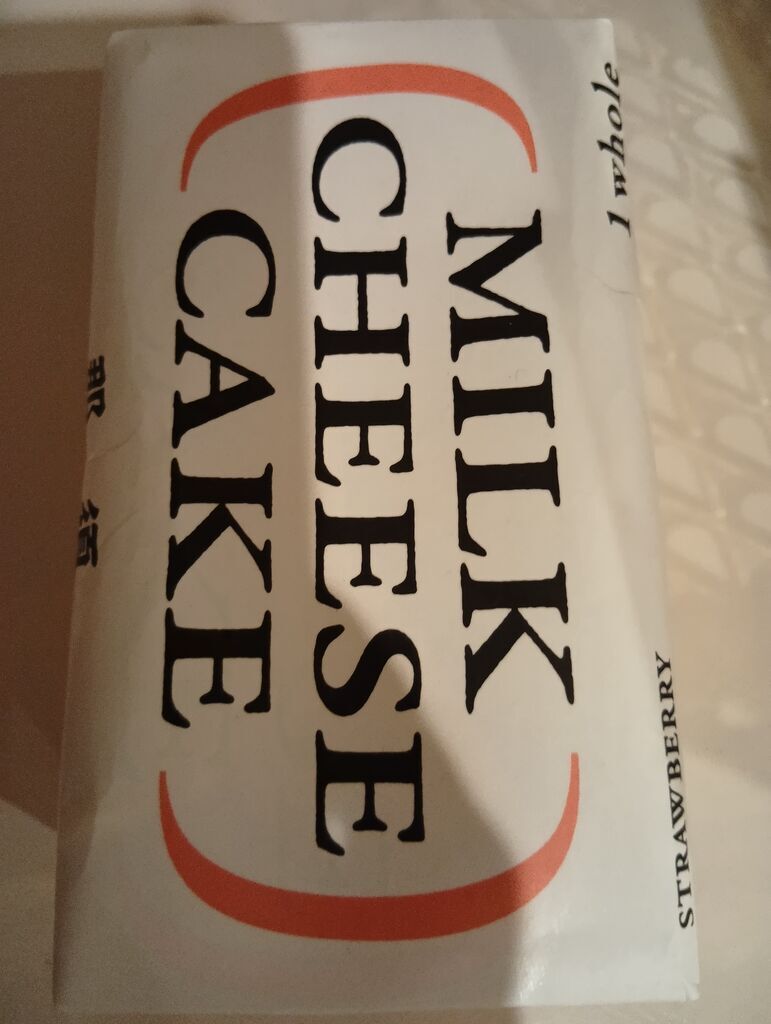 1 whole
STRAWBERRY
MILK
CHEESE
CAKE